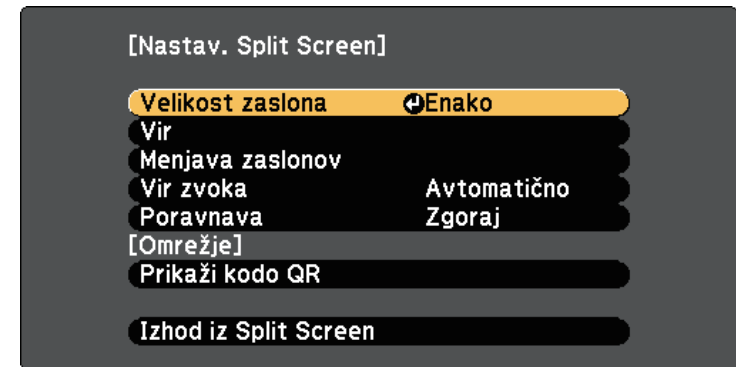 [Nastav. Split Screen]
Velikost zaslona Enako
Vir
Menjava zaslonov
Vir zvoka Avtomatično
Poravnava Zgoraj
[Omrežje]
Prikaži kodo QR
Izhod iz Split Screen